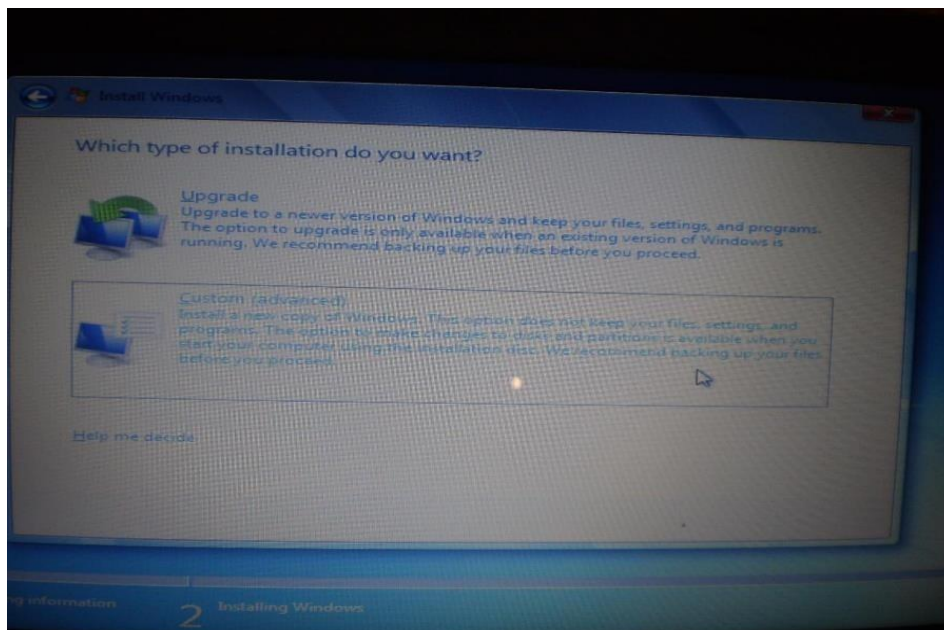 Install Windows
Which type of installation do you want?
Upgrade
Upgrade to a newer version of Windows and keep your files, settings, and programs.
The option to upgrade is only available when an existing version of Windows is
running. We recommend backing up your files before you proceed.
Custom (advanced)
Install a new copy of Windows. This option does not keep your files, settings, and
programs. The option to make changes to disks and partitions is available when you
start your computer using the installation disc. We recommend backing up your files
before you proceed.
Help me decide
g information
2 Installing Windows